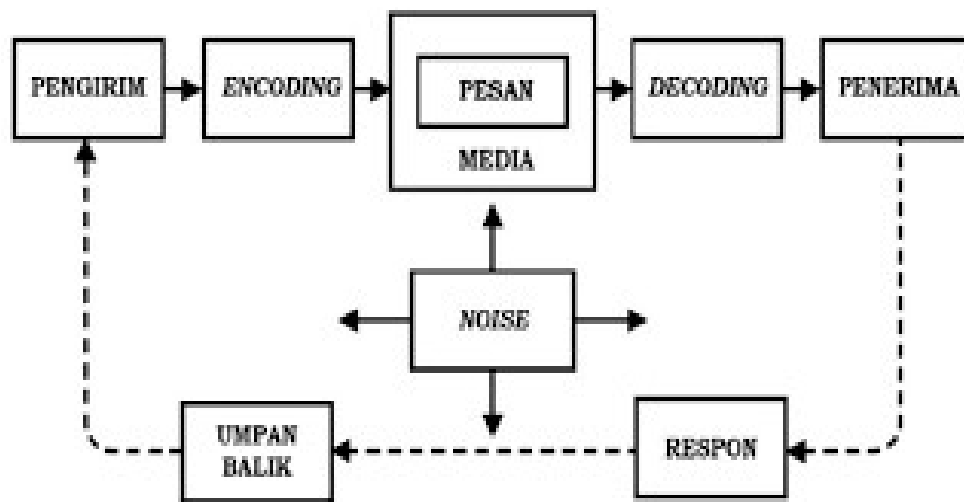 PENGIRIM
ENCODING
PESAN
MEDIA
DECODING
PENERIMA
NOISE
UMPAN
BALIK
RESPON